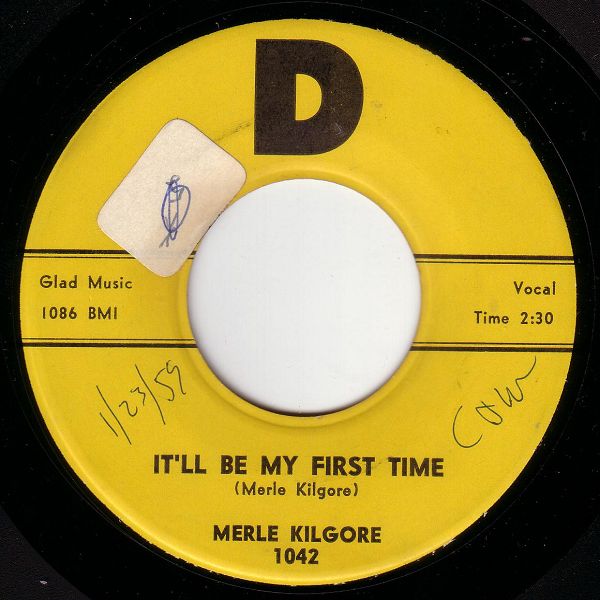 D
Glad Music
1086 BMI
Vocal
Time 2:30
1/23/59
IT'LL BE MY FIRST TIME
(Merle Kilgore)
MERLE KILGORE
1042